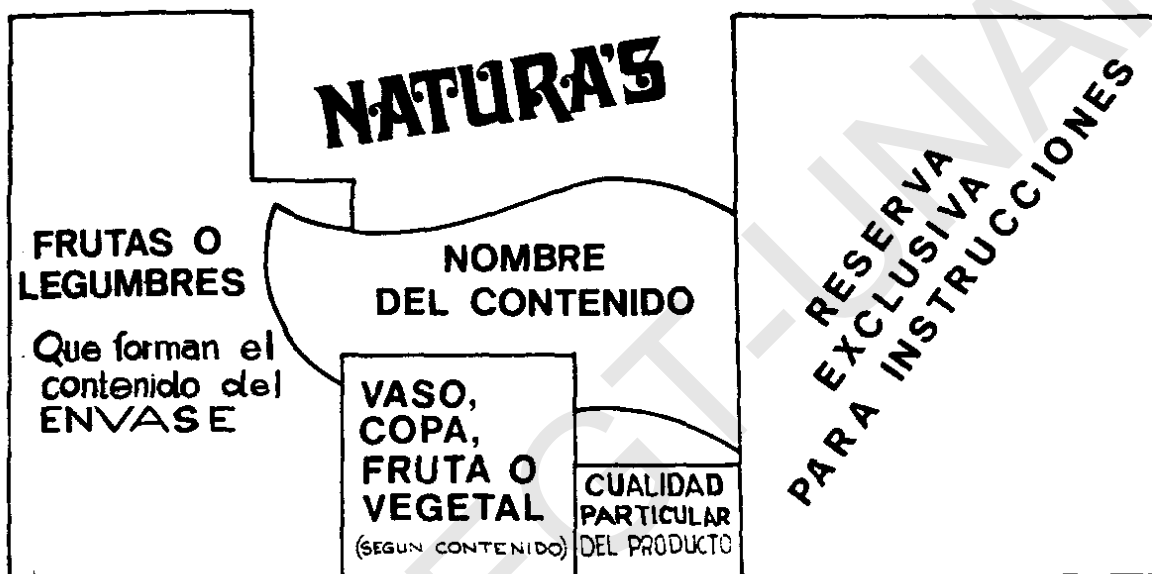 NATURA'S
FRUTAS O
LEGUMBRES
Que forman el
contenido del
ENVASE
NOMBRE
DEL CONTENIDO
VASO,
COPA,
FRUTA O
VEGETAL
(SEGUN CONTENIDO)
CUALIDAD
PARTICULAR
DEL PRODUCTO
RESERVA
EXCLUSIVA
PARA INSTRUCCIONES